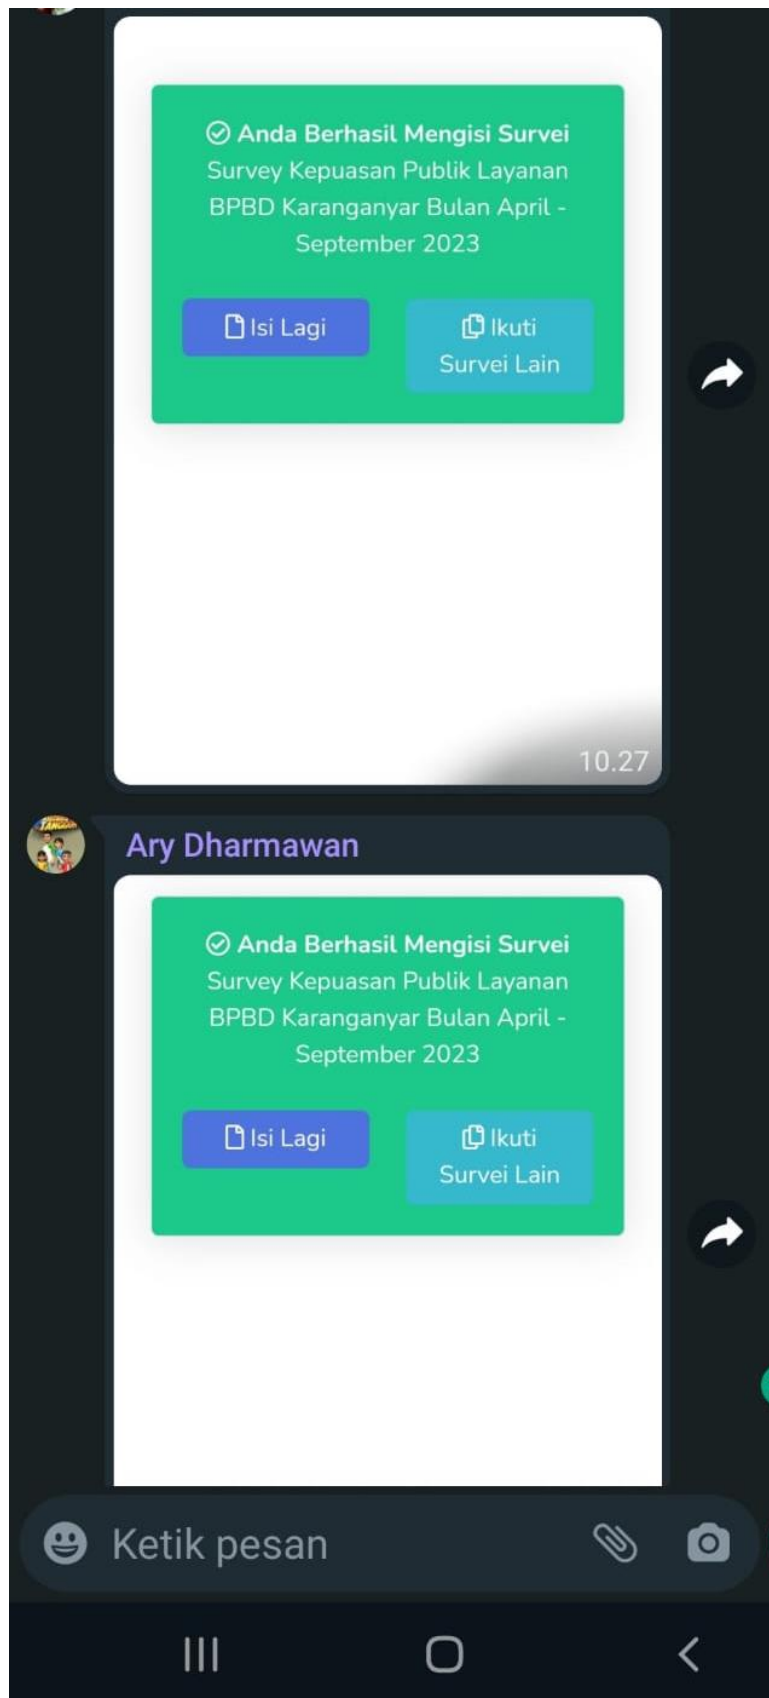 Anda Berhasil Mengisi Survei
Survey Kepuasan Publik Layanan
BPBD Karanganyar Bulan April -
September 2023
Isi Lagi
Ikuti
Survei Lain
10.27
Ary Dharmawan
Anda Berhasil Mengisi Survei
Survey Kepuasan Publik Layanan
BPBD Karanganyar Bulan April -
September 2023
Isi Lagi
Ikuti
Survei Lain
Ketik pesan